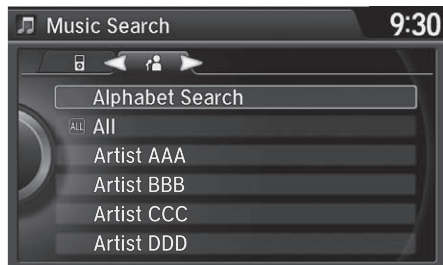 Music Search
9:30
Alphabet Search
ALL All
Artist AAA
Artist BBB
Artist CCC
Artist DDD